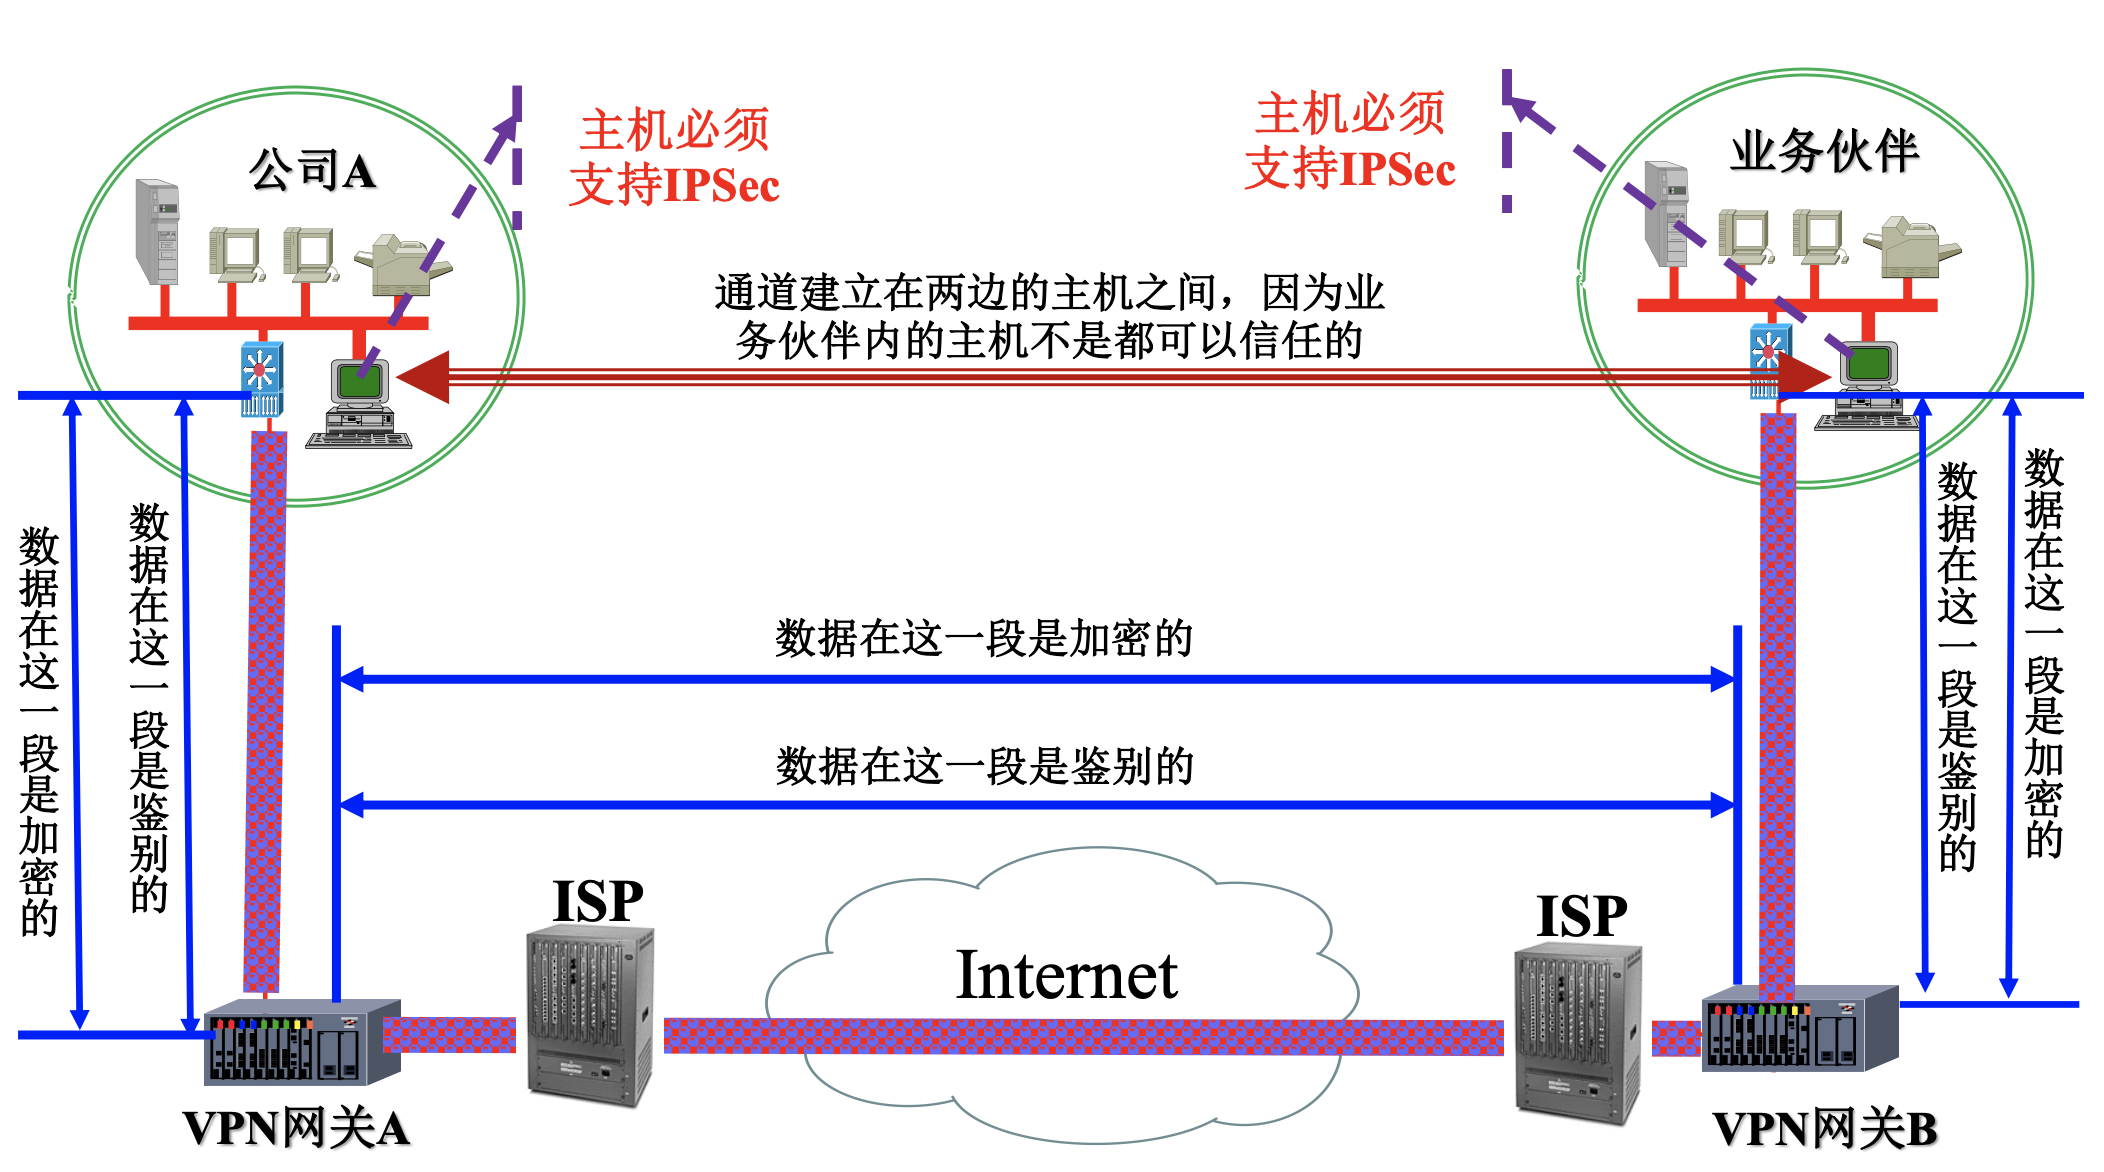 主机必须
支持IPSec
主机必须
支持IPSec
公司A
业务伙伴
通道建立在两边的主机之间，因为业
务伙伴内的主机不是都可以信任的
数据在这一段是加密的
数据在这一段是鉴别的
数据在这一段是加密的
数据在这一段是鉴别的
数据在这一段是鉴别的
数据在这一段是加密的
ISP
ISP
Internet
VPN网关A
VPN网关B